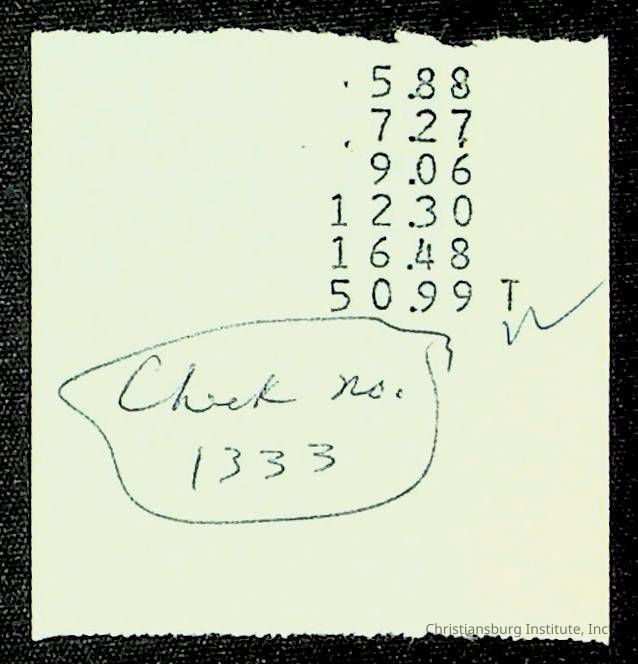 5.88
7.27
9.06
12.30
16.48
50.99 T
Check no.
1333
Christiansburg Institute, Inc